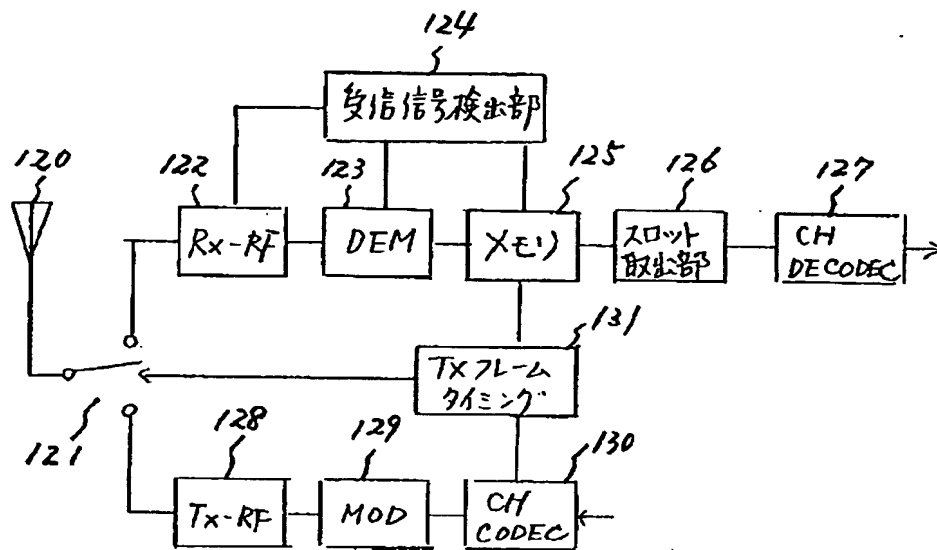 124
受信信号検出部
120
122
123
125
126
127
Rx-RF
DEM
メモリ
スロット
取出部
CH
DECODEC
131
TXフレーム
タイミング
121
128
129
130
Tx-RF
MOD
CH
CODEC